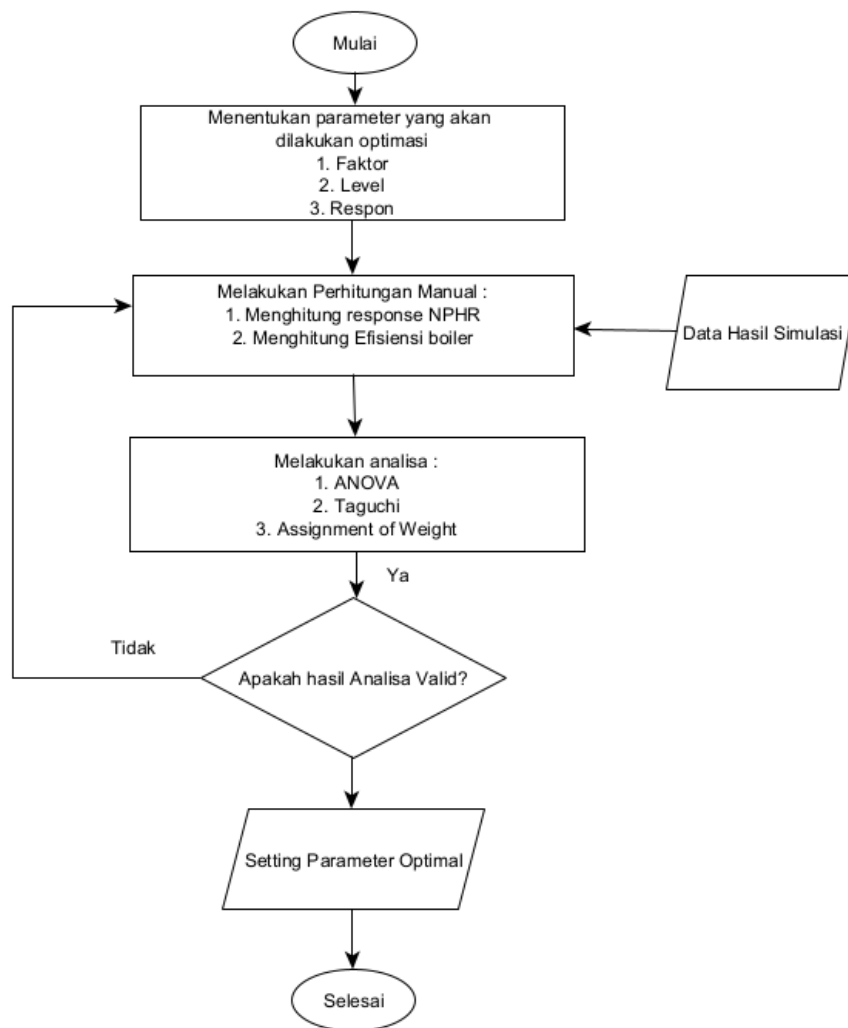 Mulai
Menentukan parameter yang akan
dilakukan optimasi
1. Faktor
2. Level
3. Respon
Melakukan Perhitungan Manual :
1. Menghitung response NPHR
2. Menghitung Efisiensi boiler
Data Hasil Simulasi
Melakukan analisa :
1. ANOVA
2. Taguchi
3. Assignment of Weight
Ya
Tidak
Apakah hasil Analisa Valid?
Setting Parameter Optimal
Selesai